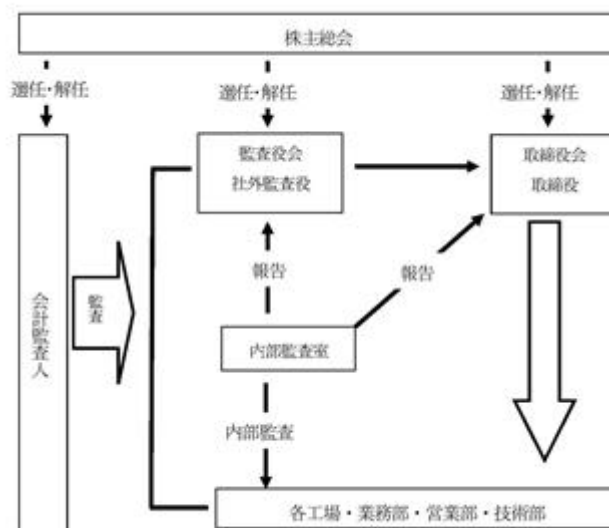 株主総会
選任・解任
選任・解任
選任・解任
監査役会
社外監査役
取締役会
取締役
監査
会計監査人
報告
報告
内部監査室
内部監査
各工場・業務部・営業部・技術部